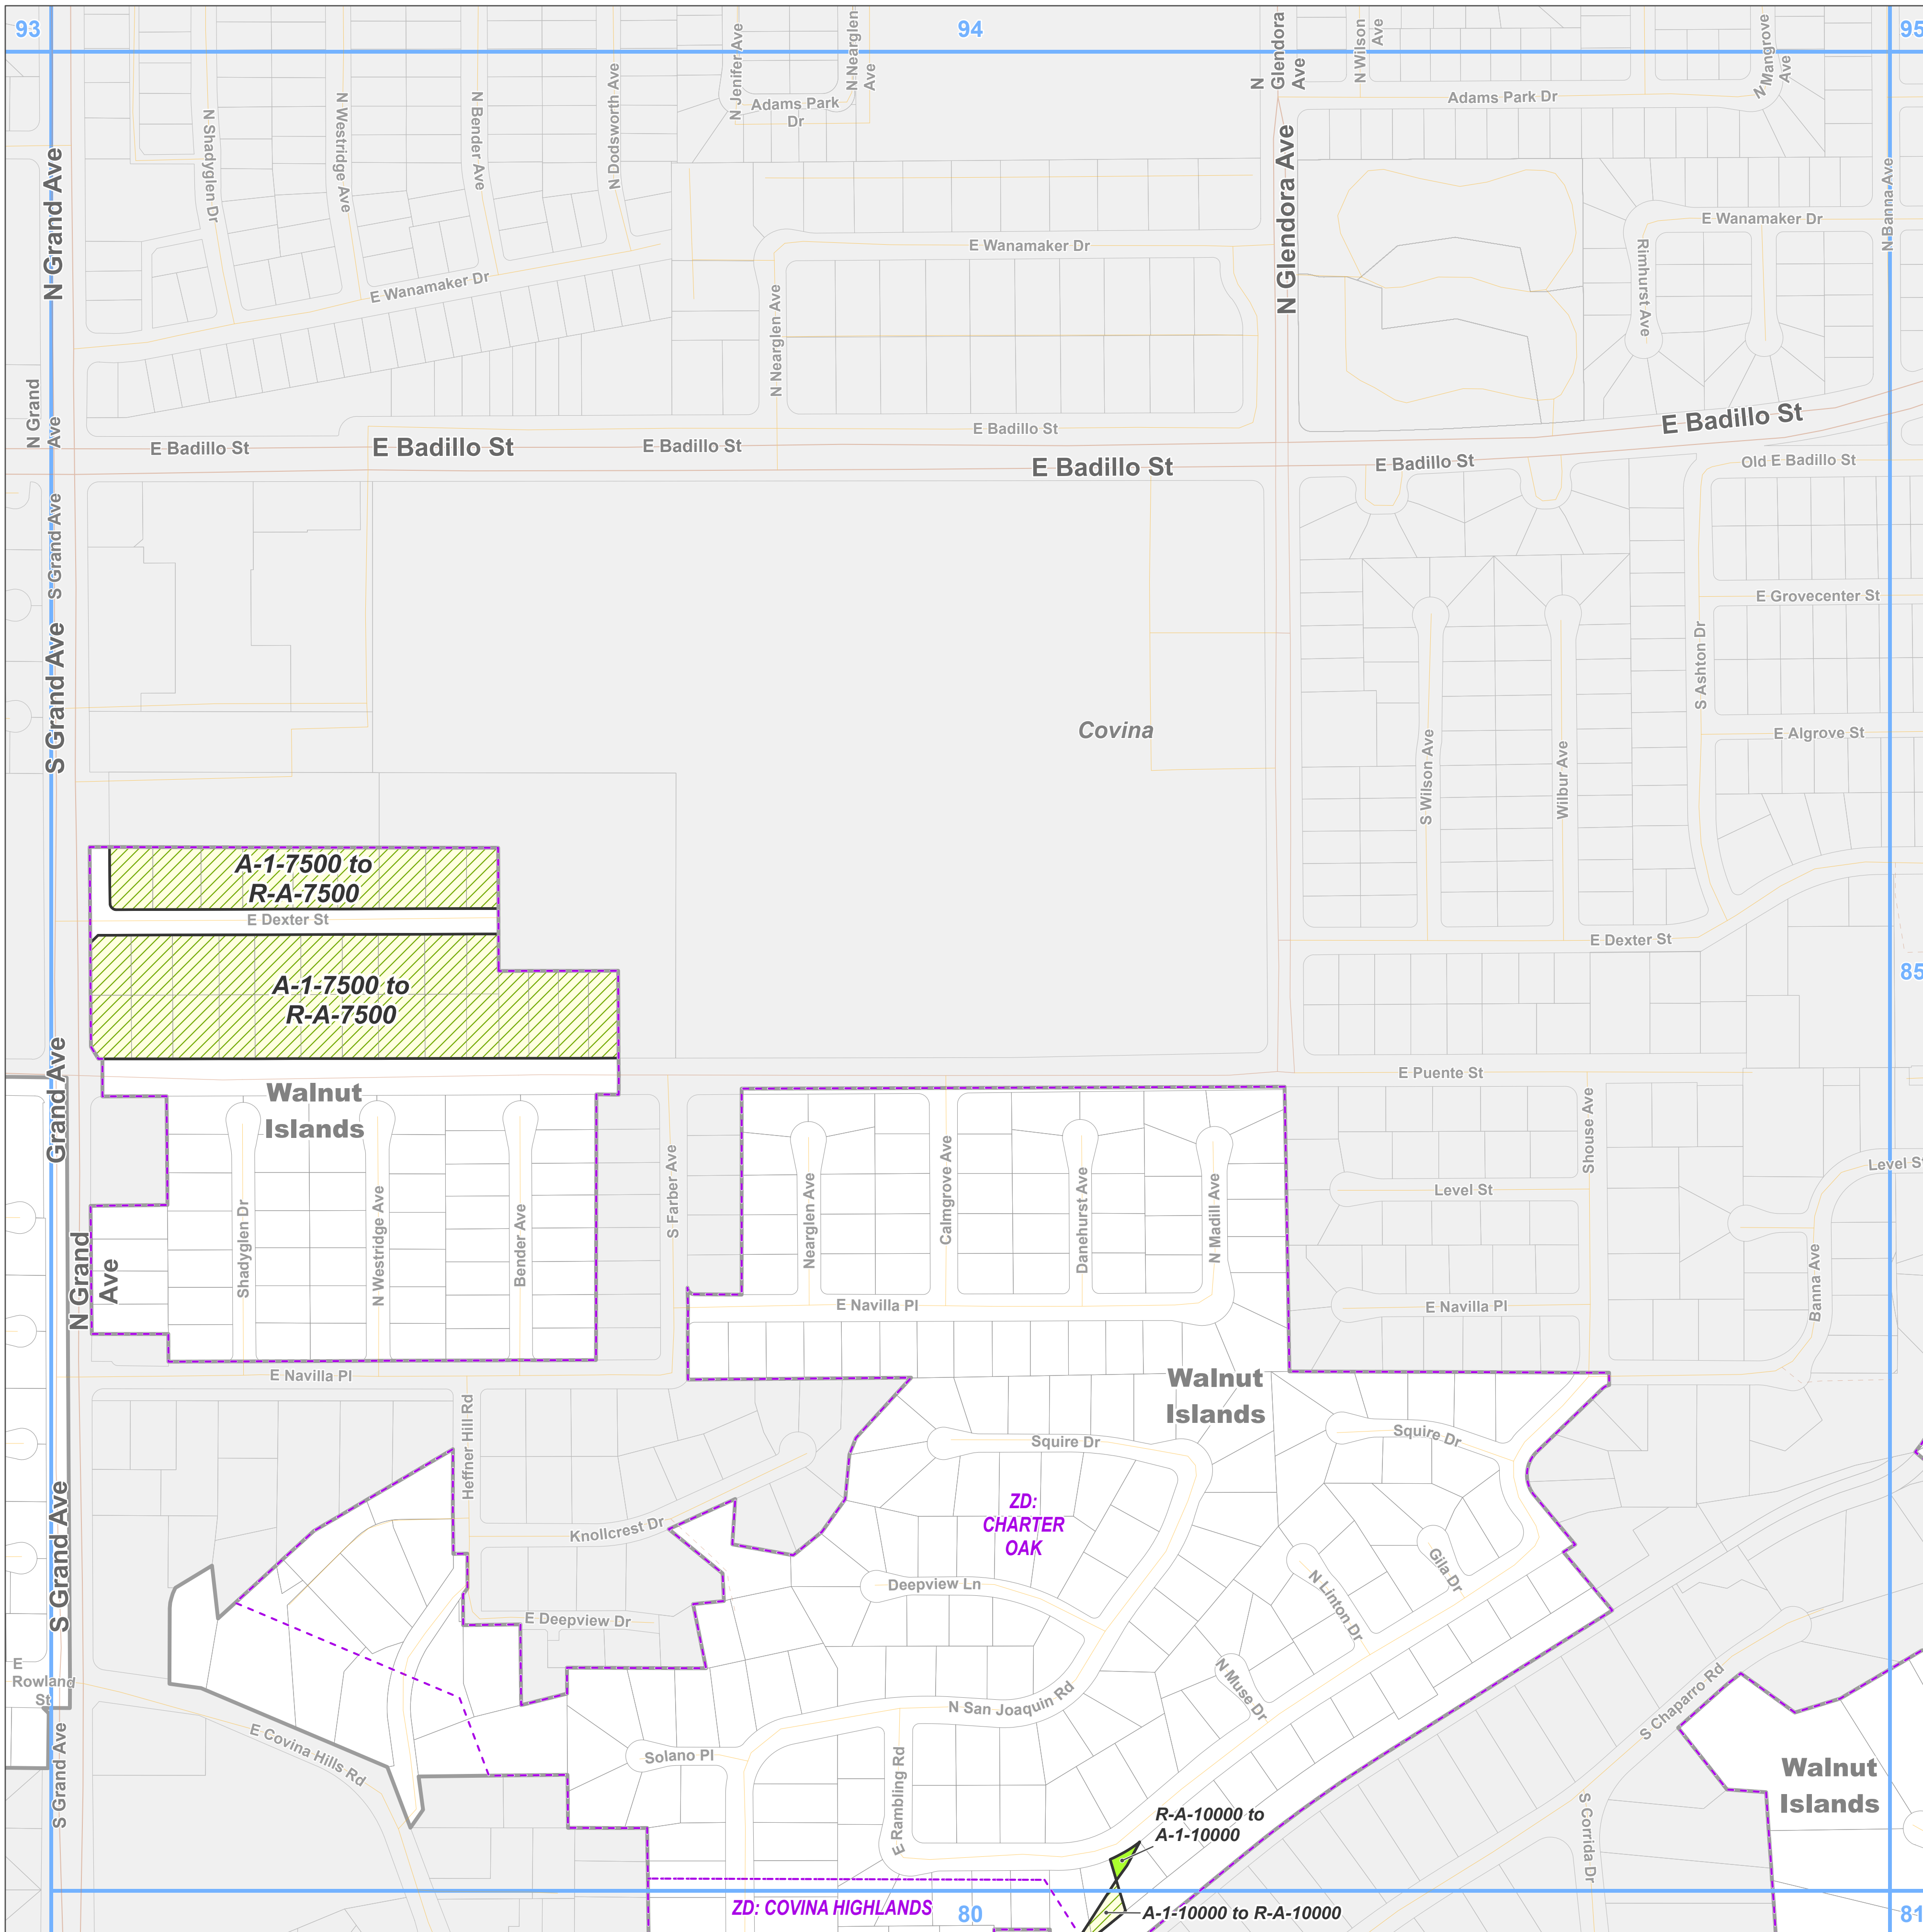 93
94
95
N Jenifer Ave
N Nearglen
Ave
N
Glendora
Ave
N Wilson
Ave
N Mangrove
Ave
Adams Park
Dr
Adams Park Dr
N Shadyglen Dr
N Westridge Ave
N Bender Ave
N Dodsworth Ave
N Grand Ave
N Glendora Ave
N Banna Ave
E Wanamaker Dr
E Wanamaker Dr
E Wanamaker Dr
Rimhurst Ave
N Nearglen Ave
N Grand
Ave
E Badillo St
E Badillo St
E Badillo St
E Badillo St
E Badillo St
E Badillo St
E Badillo St
Old E Badillo St
S Grand Ave
E Grovecenter St
S Grand Ave
S Ashton Dr
Covina
E Algrove St
S Wilson Ave
Wilbur Ave
A-1-7500 to
R-A-7500
E Dexter St
E Dexter St
A-1-7500 to
R-A-7500
85
Grand Ave
E Puente St
Walnut
Islands
Shouse Ave
Level St
Level St
S Farber Ave
Shadyglen Dr
N Westridge Ave
Bender Ave
Nearglen Ave
Calmgrove Ave
Danehurst Ave
N Madill Ave
N Grand
Ave
Banna Ave
E Navilla Pl
E Navilla Pl
E Navilla Pl
Walnut
Islands
Heffner Hill Rd
Squire Dr
Squire Dr
S Grand Ave
ZD:
CHARTER
OAK
Knollcrest Dr
Gila Dr
Deepview Ln
N Linton Dr
E Deepview Dr
E
Rowland
St
N Muse Dr
S Chaparro Rd
N San Joaquin Rd
E Covina Hills Rd
Solano Pl
S Grand Ave
E Rambling Rd
Walnut
Islands
S Corrida Dr
R-A-10000 to
A-1-10000
ZD: COVINA HIGHLANDS
80
A-1-10000 to R-A-10000
81